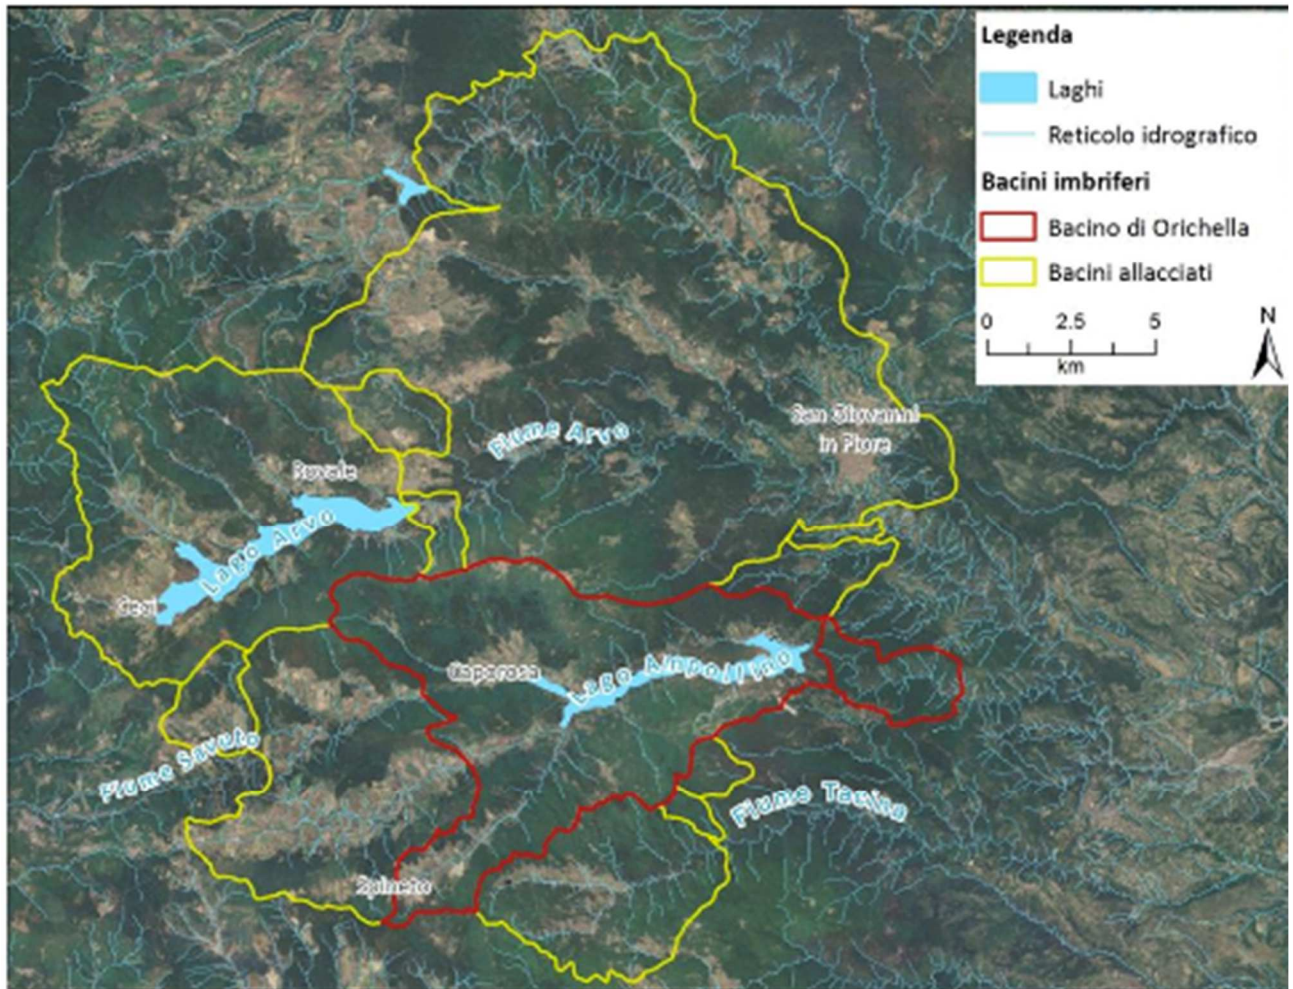 Legenda
Laghi
Reticolo idrografico
Bacini imbriferi
Bacino di Orichella
Bacini allacciati
0 2.5 5
km
N
San Giovanni
in Fiore
Fiume Arvo
Rovale
Lago Arvo
Lago Ampollino
Fiume Savuto
Fiume Tacina
Spineto